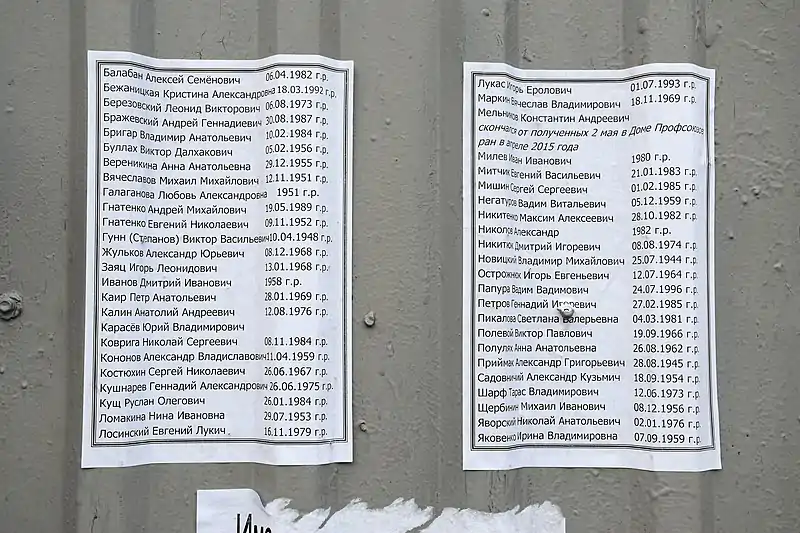 Балабан Алексей Семёнович 06.04.1982 г.р.
Бежаницкая Кристина Александровна 18.03.1992 г.р.
Березовский Леонид Викторович 06.08.1973 г.р.
Бражевский Андрей Геннадиевич 30.08.1987 г.р.
Бригар Владимир Анатольевич 10.02.1984 г.р.
Буллах Виктор Далхакович 05.02.1956 г.р.
Вереникина Анна Анатольевна 29.12.1955 г.р.
Вячеславов Михаил Михайлович 12.11.1951 г.р.
Галаганова Любовь Александровна 1951 г.р.
Гнатенко Андрей Михайлович 19.05.1989 г.р.
Гнатенко Евгений Николаевич 09.11.1952 г.р.
Гунн (Степанов) Виктор Васильевич 10.04.1948 г.р.
Жульков Александр Юрьевич 08.12.1968 г.р.
Заяц Игорь Леонидович 13.01.1968 г.р.
Иванов Дмитрий Иванович 1958 г.р.
Каир Петр Анатольевич 28.01.1969 г.р.
Калин Анатолий Андреевич 12.08.1976 г.р.
Карасёв Юрий Владимирович
Коврига Николай Сергеевич 08.11.1984 г.р.
Кононов Александр Владиславович 11.04.1959 г.р.
Костюхин Сергей Николаевич 26.06.1967 г.р.
Кушнарев Геннадий Александрович 26.06.1975 г.р.
Кущ Руслан Олегович 26.01.1984 г.р.
Ломакина Нина Ивановна 29.07.1953 г.р.
Лосинский Евгений Лукич 16.11.1979 г.р.
Лукас Игорь Еролович 01.07.1993 г.р.
Маркин Вячеслав Владимирович 18.11.1969 г.р.
Мельников Константин Андреевич
скончался от полученных 2 мая в Доме Профсоюзов
ран в апреле 2015 года
Милев Иван Иванович 1980 г.р.
Митчик Евгений Васильевич 21.01.1983 г.р.
Мишин Сергей Сергеевич 01.02.1985 г.р.
Негатуров Вадим Витальевич 05.12.1959 г.р.
Никитенко Максим Алексеевич 28.10.1982 г.р.
Николов Александр 1982 г.р.
Никитюк Дмитрий Игоревич 08.08.1974 г.р.
Новицкий Владимир Михайлович 25.07.1944 г.р.
Острожнюк Игорь Евгеньевич 12.07.1964 г.р.
Папура Вадим Вадимович 24.07.1996 г.р.
Петров Геннадий Игоревич 27.02.1985 г.р.
Пикалова Светлана Валерьевна 04.03.1981 г.р.
Полевой Виктор Павлович 19.09.1966 г.р.
Полулях Анна Анатольевна 26.08.1962 г.р.
Приймак Александр Григорьевич 28.08.1945 г.р.
Садовничий Александр Кузьмич 18.09.1954 г.р.
Шарф Тарас Владимирович 12.06.1973 г.р.
Щербинин Михаил Иванович 08.12.1956 г.р.
Яворский Николай Анатольевич 02.01.1976 г.р.
Яковенко Ирина Владимировна 07.09.1959 г.р.